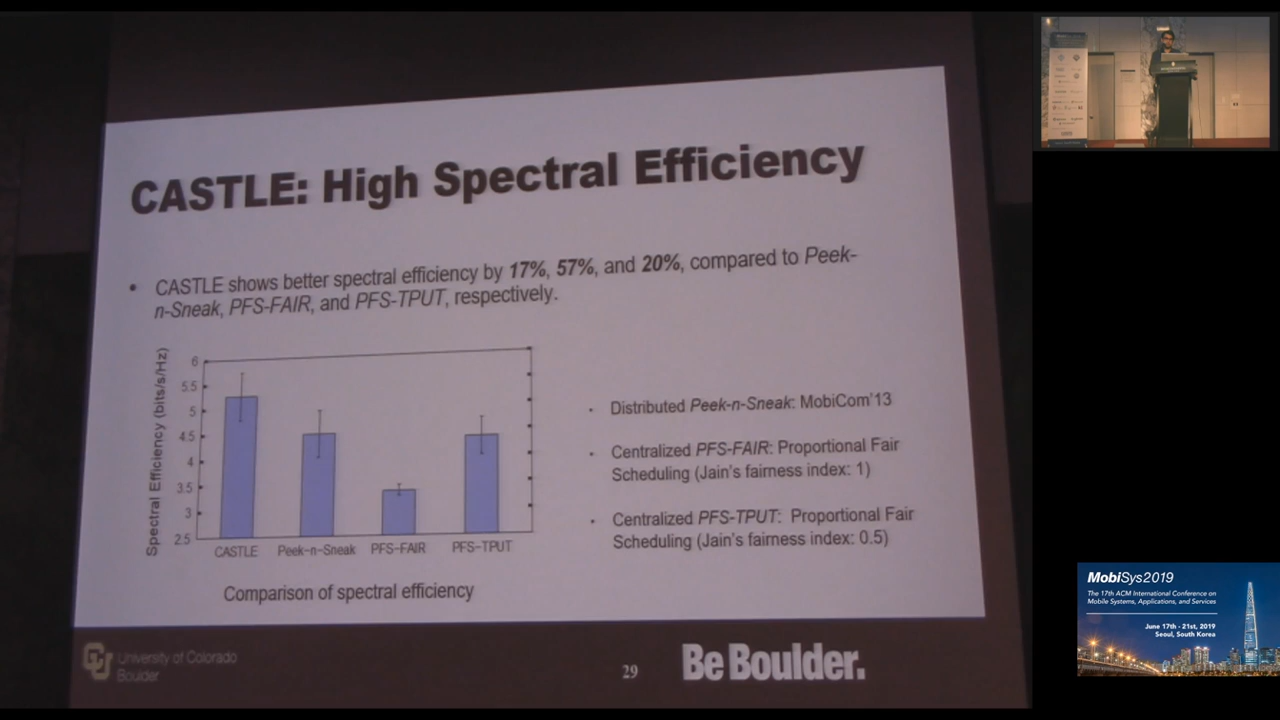 CASTLE: High Spectral Efficiency
• CASTLE shows better spectral efficiency by 17%, 57%, and 20%, compared to Peek-
n-Sneak, PFS-FAIR, and PFS-TPUT, respectively.
Spectral Efficiency (bits/s/Hz)
6
5.5
5
4.5
4
3.5
3
2.5
CASTLE Peek-n-Sneak PFS-FAIR PFS-TPUT
Comparison of spectral efficiency
• Distributed Peek-n-Sneak: MobiCom'13
• Centralized PFS-FAIR: Proportional Fair
Scheduling (Jain's fairness index: 1)
• Centralized PFS-TPUT: Proportional Fair
Scheduling (Jain's fairness index: 0.5)
CU
University of Colorado
Boulder
29
Be Boulder.
MobiSys2019
The 17th ACM International Conference on
Mobile Systems, Applications, and Services
June 17th - 21st, 2019
Seoul, South Korea